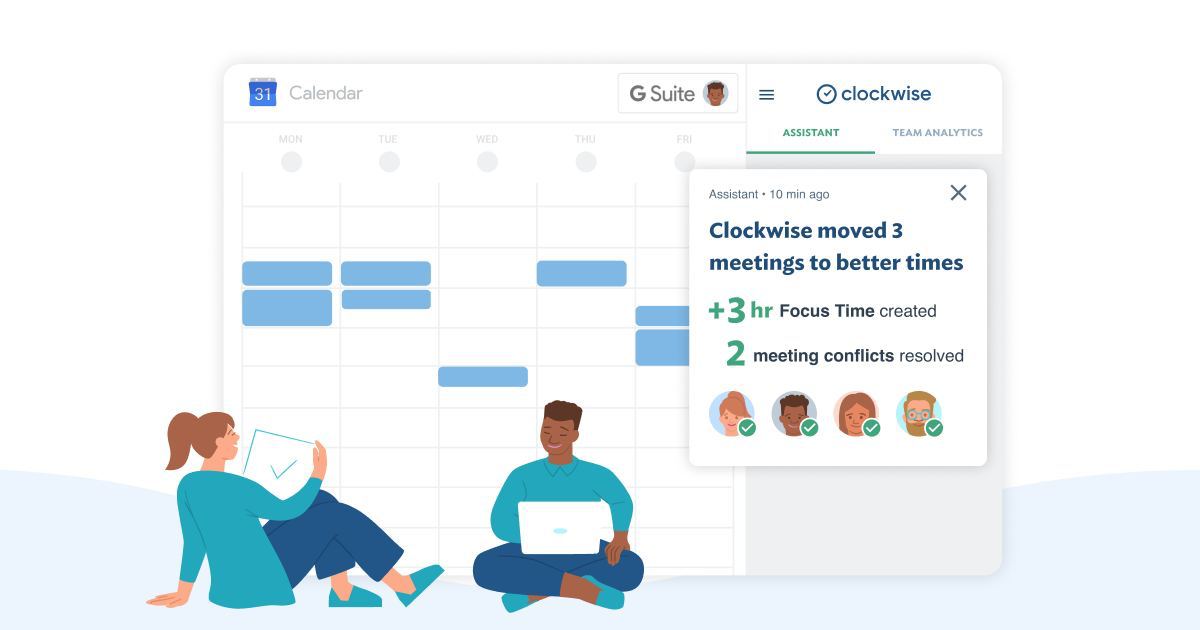 31 Calendar
G Suite
clockwise
ASSISTANT
TEAM ANALYTICS
MON TUE WED THU FRI
Assistant • 10 min ago
Clockwise moved 3
meetings to better times
+3 hr Focus Time created
2 meeting conflicts resolved